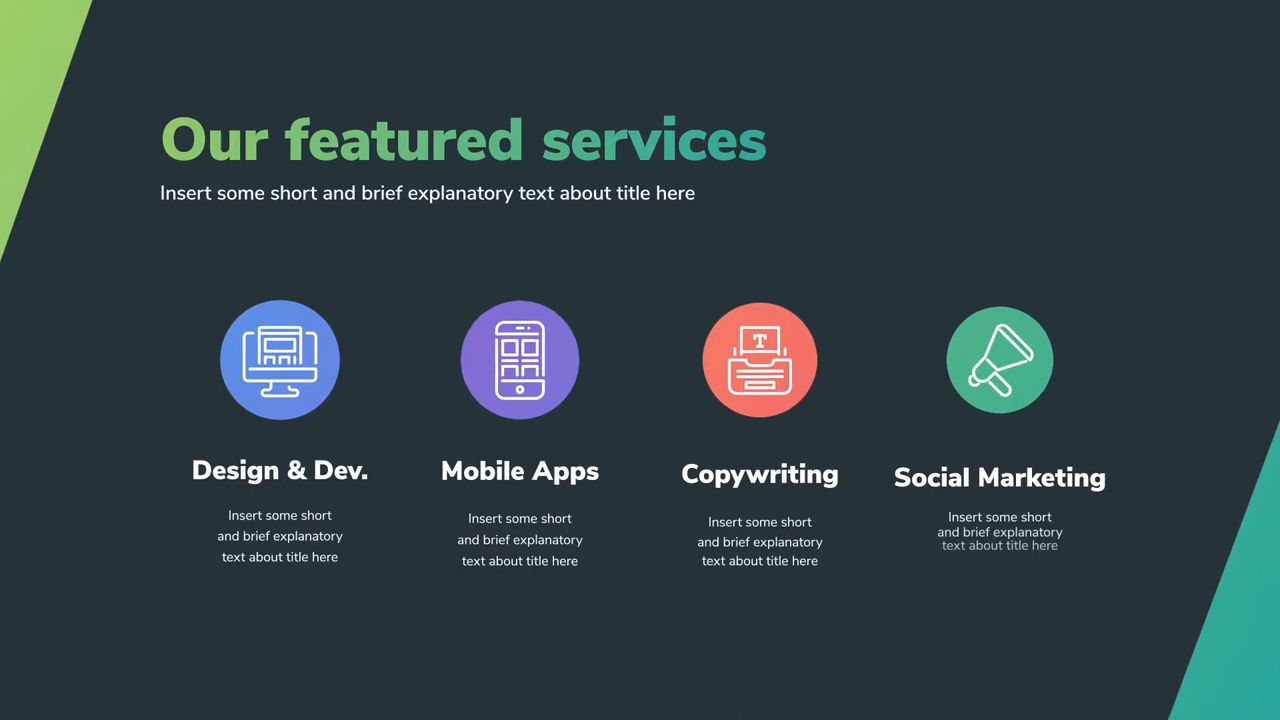 Our featured services
Insert some short and brief explanatory text about title here
T
Design & Dev.
Insert some short
and brief explanatory
text about title here
Mobile Apps
Insert some short
and brief explanatory
text about title here
Copywriting
Insert some short
and brief explanatory
text about title here
Social Marketing
Insert some short
and brief explanatory
text about title here